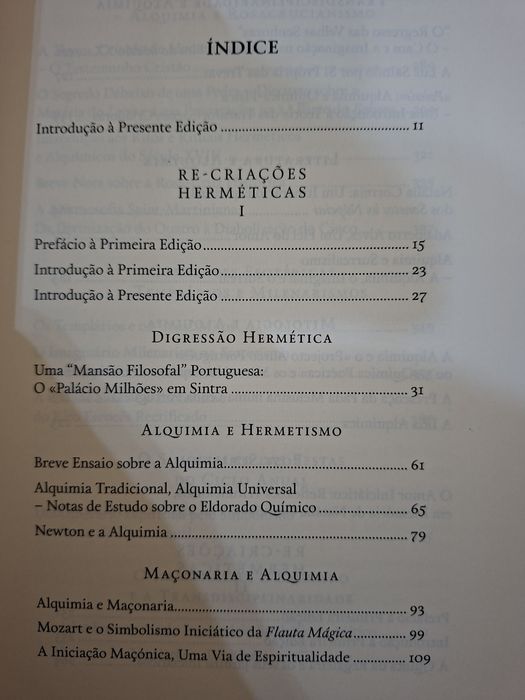 ÍNDICE
Introdução à Presente Edição ........ 11
RE-CRIAÇÕES
HERMÉTICAS
I
Prefácio à Primeira Edição ........ 15
Introdução à Primeira Edição ........ 23
Introdução à Presente Edição ........ 27
Digressão Hermética
Uma “Mansão Filosofal” Portuguesa:
O «Palácio Milhões» em Sintra ........ 31
Alquimia e Hermetismo
Breve Ensaio sobre a Alquimia ........ 61
Alquimia Tradicional, Alquimia Universal
– Notas de Estudo sobre o Eldorado Químico ........ 65
Newton e a Alquimia ........ 79
Maçonaria e Alquimia
Alquimia e Maçonaria ........ 93
Mozart e o Simbolismo Iniciático da Flauta Mágica ........ 99
A Iniciação Maçónica, Uma Via de Espiritualidade ........ 109